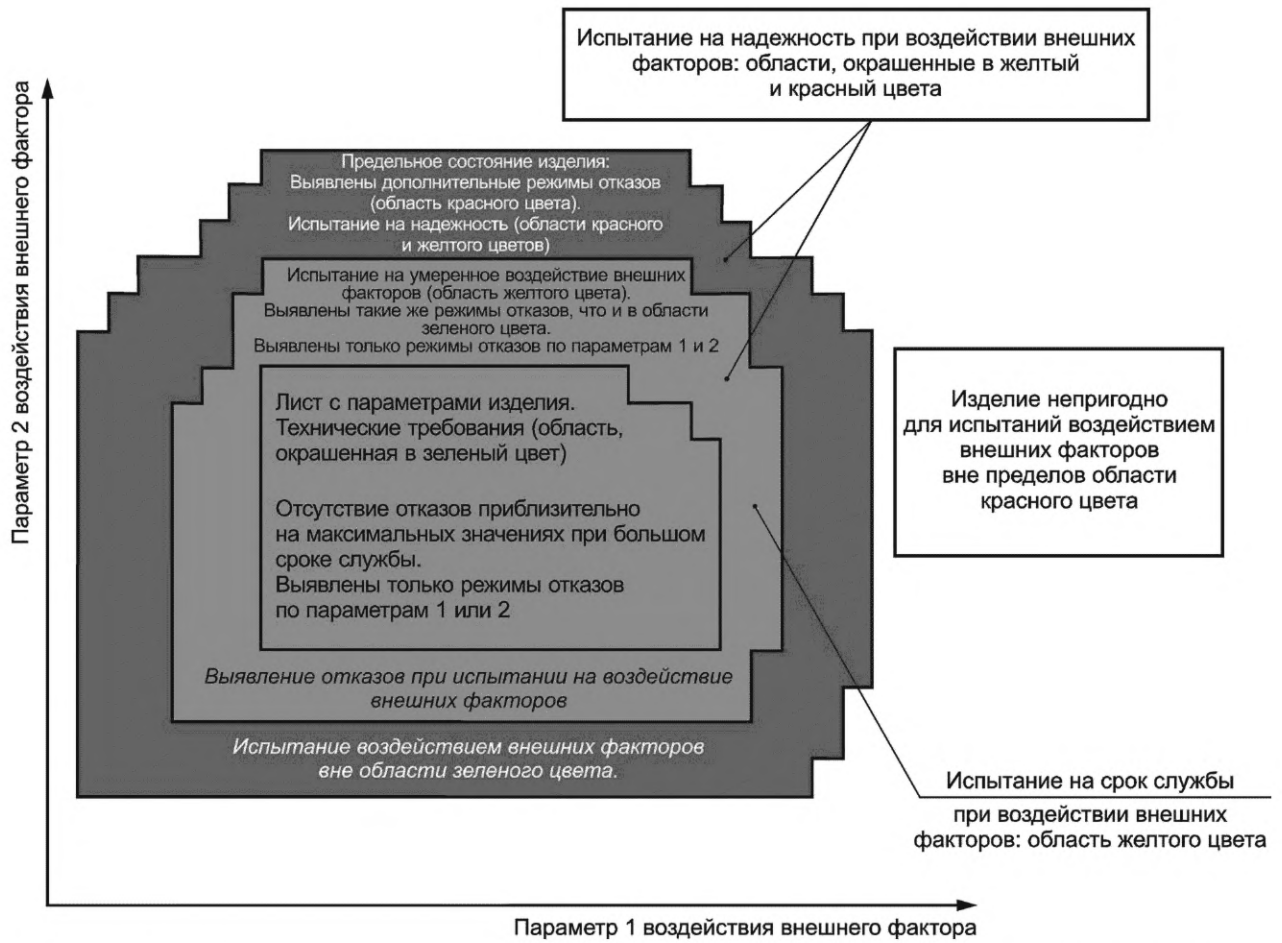 Испытание на надежность при воздействии внешних
факторов: области, окрашенные в желтый
и красный цвета
Параметр 2 воздействия внешнего фактора
Предельное состояние изделия:
Выявлены дополнительные режимы отказов
(область красного цвета).
Испытание на надежность (области красного
и желтого цветов)
Испытание на умеренное воздействие внешних
факторов (область желтого цвета).
Выявлены такие же режимы отказов, что и в области
зеленого цвета.
Выявлены только режимы отказов по параметрам 1 и 2
Лист с параметрами изделия.
Технические требования (область,
окрашенная в зеленый цвет)
Отсутствие отказов приблизительно
на максимальных значениях при большом
сроке службы.
Выявлены только режимы отказов
по параметрам 1 или 2
Изделие непригодно
для испытаний воздействием
внешних факторов
вне пределов области
красного цвета
Выявление отказов при испытании на воздействие
внешних факторов
Испытание воздействием внешних факторов
вне области зеленого цвета.
Испытание на срок службы
при воздействии внешних
факторов: область желтого цвета
Параметр 1 воздействия внешнего фактора